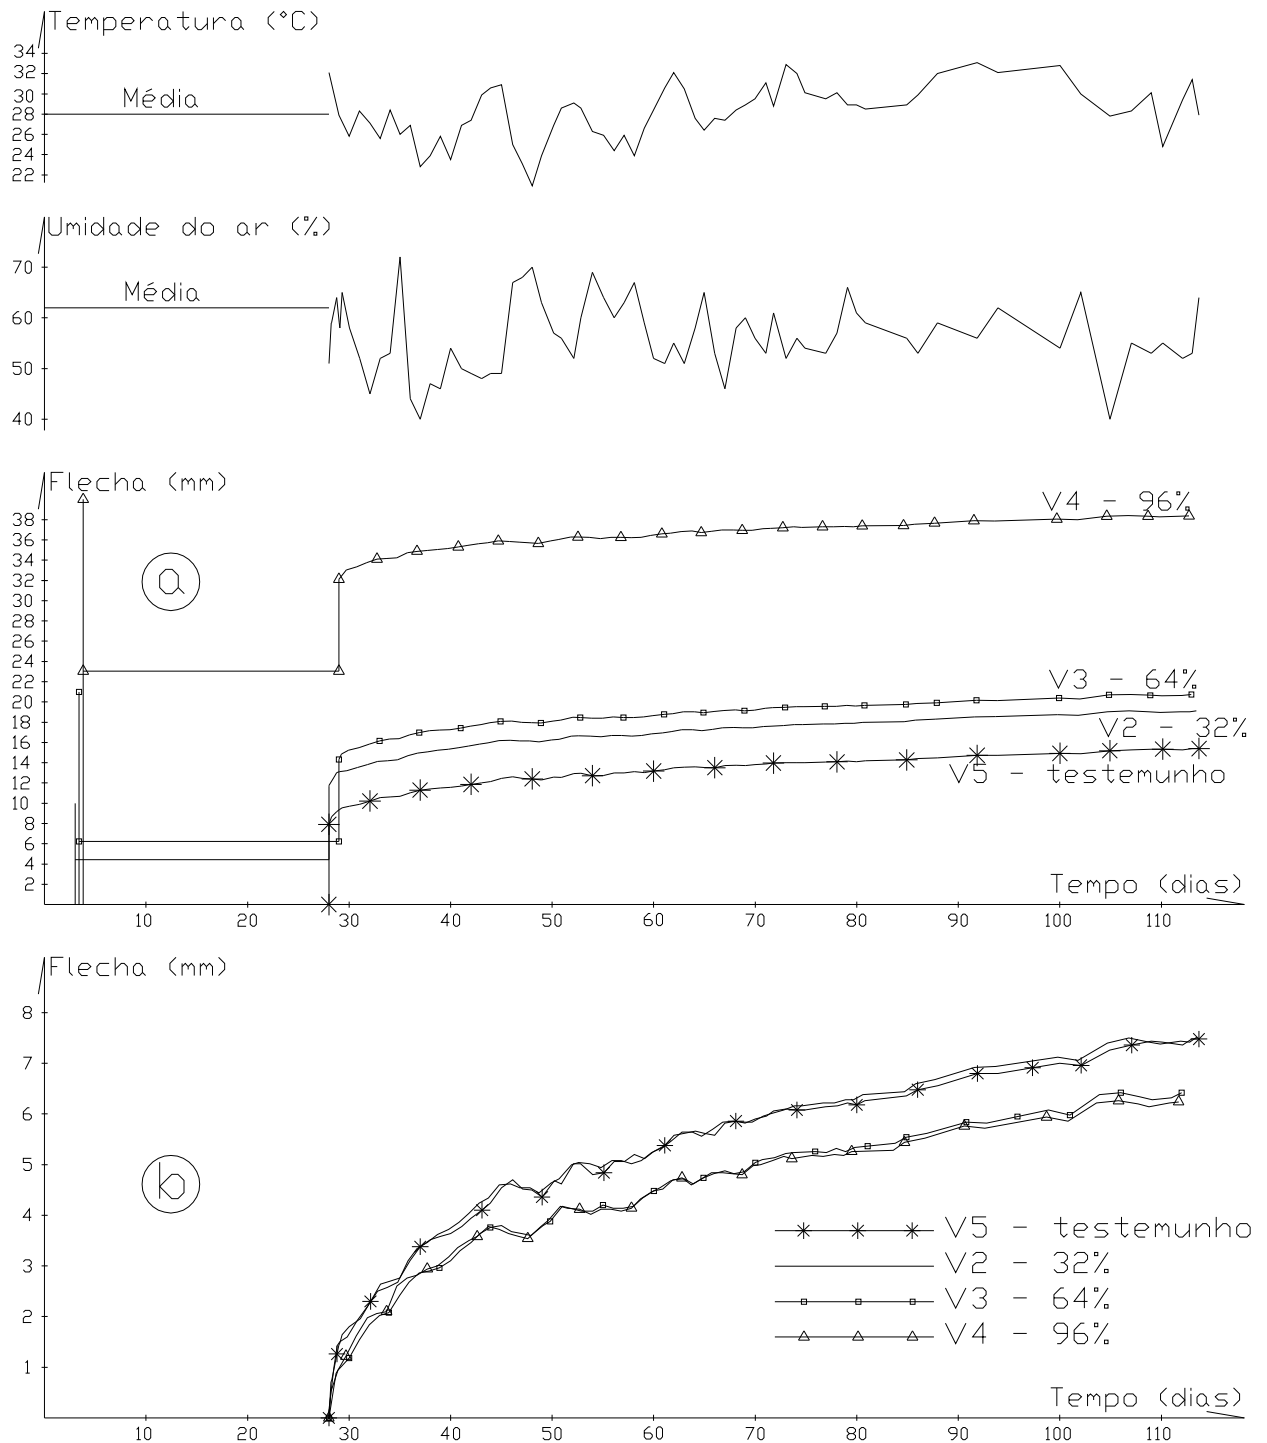 Temperatura (°C)
34
32
30
28
26
24
22
Média
Umidade do ar (%)
70
60
50
40
Média
Flecha (mm)
38
36
34
32
30
28
26
24
22
20
18
16
14
12
10
8
6
4
2
a
V4 - 96%
V3 - 64%
V2 - 32%
V5 - testemunho
Tempo (dias)
10 20 30 40 50 60 70 80 90 100 110
Flecha (mm)
8
7
6
5
4
3
2
1
b
V5 - testemunho
V2 - 32%
V3 - 64%
V4 - 96%
Tempo (dias)
10 20 30 40 50 60 70 80 90 100 110